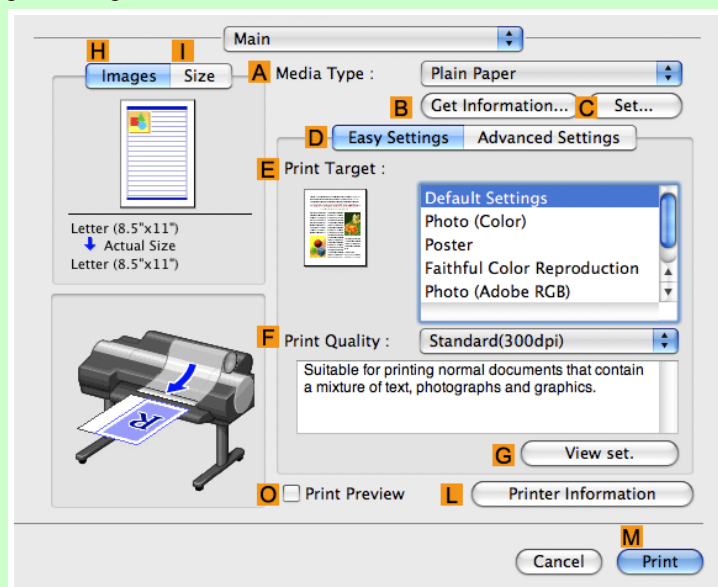 Main
H I
Images Size
A Media Type : Plain Paper
B Get Information... C Set...
D Easy Settings Advanced Settings
E Print Target :
Default Settings
Photo (Color)
Poster
Faithful Color Reproduction
Photo (Adobe RGB)
Letter (8.5"x11")
Actual Size
Letter (8.5"x11")
F Print Quality : Standard(300dpi)
Suitable for printing normal documents that contain
a mixture of text, photographs and graphics.
R
G View set.
O Print Preview L Printer Information
M
Cancel Print